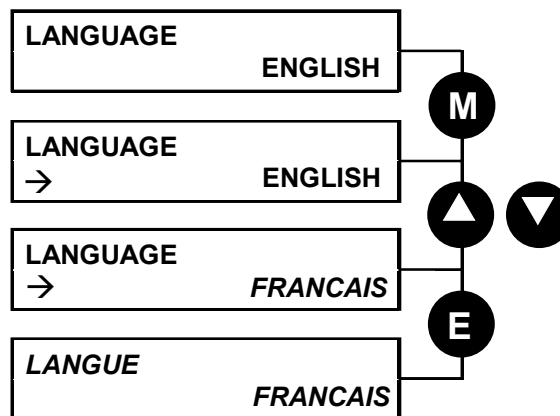 LANGUAGE
ENGLISH
M
LANGUAGE
→ ENGLISH
LANGUAGE
→ FRANCAIS
E
LANGUE
FRANCAIS